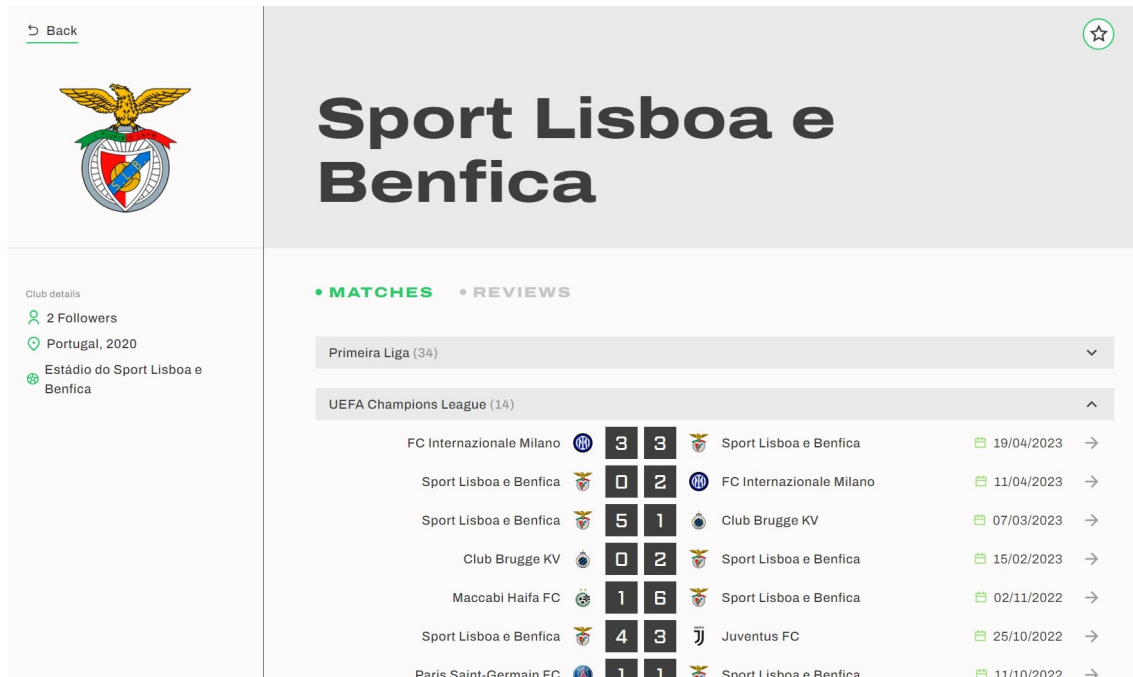 Back
Sport Lisboa e
Benfica
Club details
2 Followers
Portugal, 2020
Estádio do Sport Lisboa e
Benfica
MATCHES REVIEWS
Primeira Liga (34)
UEFA Champions League (14)
FC Internazionale Milano 3 3 Sport Lisboa e Benfica 19/04/2023
Sport Lisboa e Benfica 0 2 FC Internazionale Milano 11/04/2023
Sport Lisboa e Benfica 5 1 Club Brugge KV 07/03/2023
Club Brugge KV 0 2 Sport Lisboa e Benfica 15/02/2023
Maccabi Haifa FC 1 6 Sport Lisboa e Benfica 02/11/2022
Sport Lisboa e Benfica 4 3 Juventus FC 25/10/2022
Paris Saint-Germain FC 1 1 Sport Lisboa e Benfica 11/10/2022